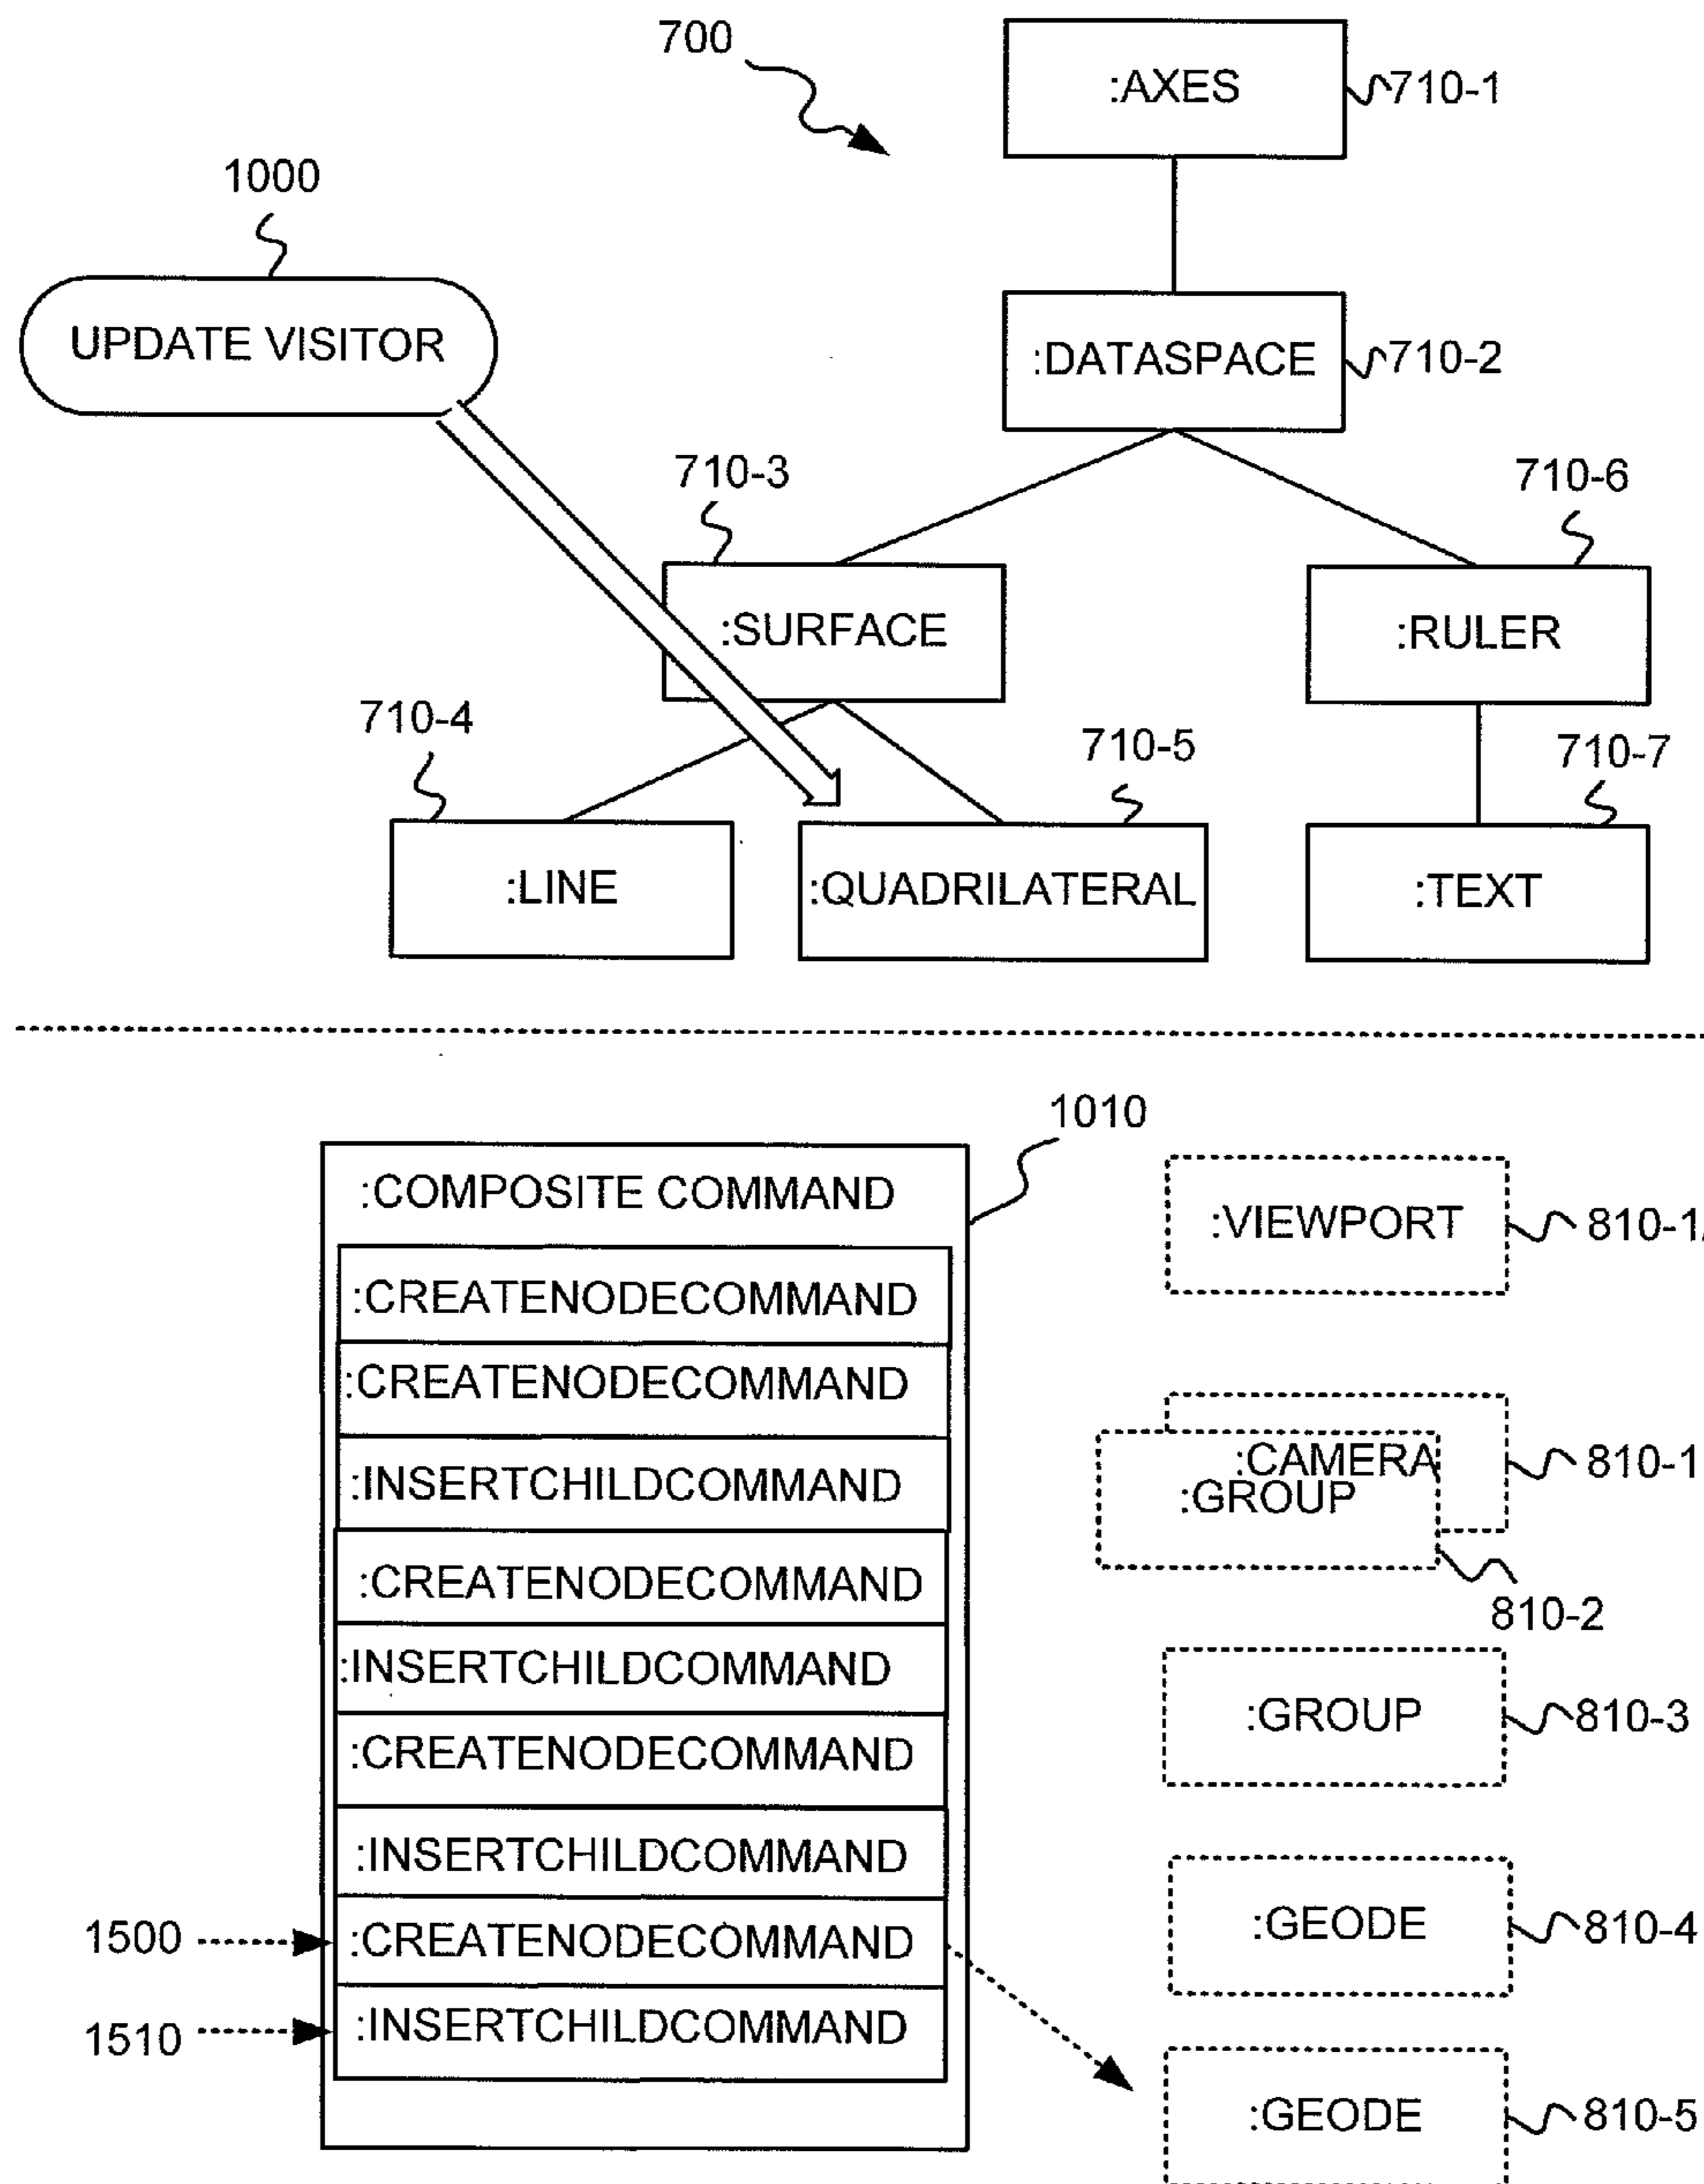 700
:AXES
710-1
1000
UPDATE VISITOR
:DATASPACE
710-2
710-3
710-6
:SURFACE
:RULER
710-4
710-5
710-7
:LINE
:QUADRILATERAL
:TEXT
1010
:COMPOSITE COMMAND
:VIEWPORT
810-1
:CREATENODECOMMAND
:CREATENODECOMMAND
:INSERTCHILDCOMMAND
:CAMERA
810-1
:GROUP
:CREATENODECOMMAND
810-2
:INSERTCHILDCOMMAND
:GROUP
810-3
:CREATENODECOMMAND
:INSERTCHILDCOMMAND
1500
:CREATENODECOMMAND
:GEODE
810-4
1510
:INSERTCHILDCOMMAND
:GEODE
810-5